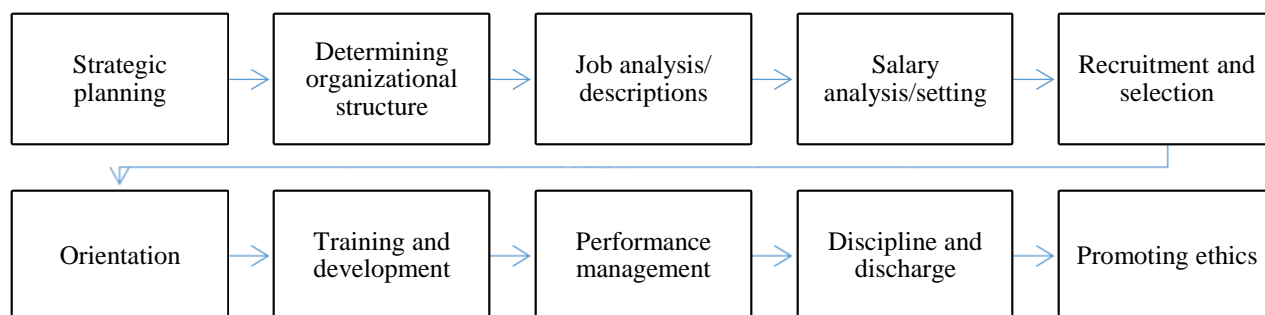 Strategic
planning
Determining
organizational
structure
Job analysis/
descriptions
Salary
analysis/setting
Recruitment and
selection
Orientation
Training and
development
Performance
management
Discipline and
discharge
Promoting ethics